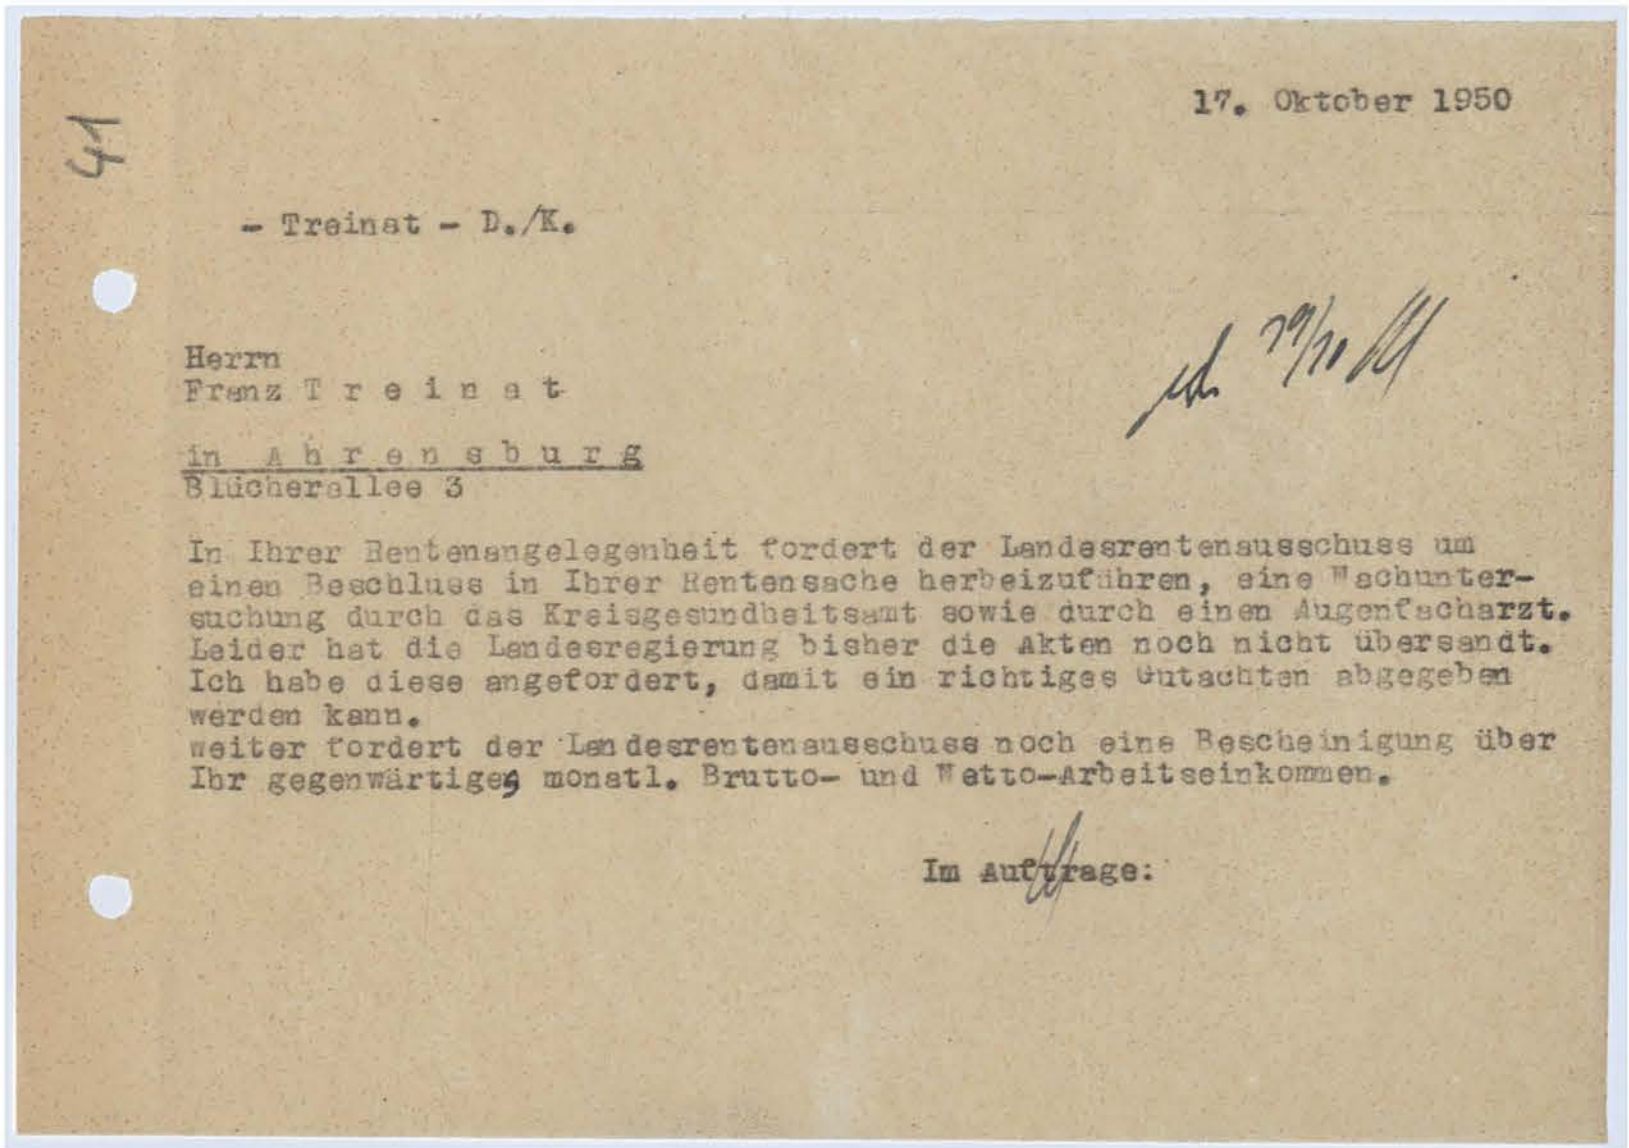 41
17. Oktober 1950
- Treinat - D./K.
Herrn
Franz T r e i n a t
in A h r e n s b u r g
Blücherallee 3
In Ihrer Rentenangelegenheit fordert der Landesrentenausschuss um
einen Beschluss in Ihrer Rentensache herbeizuführen, eine Nachunter-
suchung durch das Kreisgesundheitsamt sowie durch einen Augenfacharzt.
Leider hat die Landesregierung bisher die Akten noch nicht übersandt.
Ich habe diese angefordert, damit ein richtiges Gutachten abgegeben
werden kann.
Weiter fordert der Landesrentenausschuss noch eine Bescheinigung über
Ihr gegenwärtiges monatl. Brutto- und Netto-Arbeitseinkommen.
Im Auftrage: